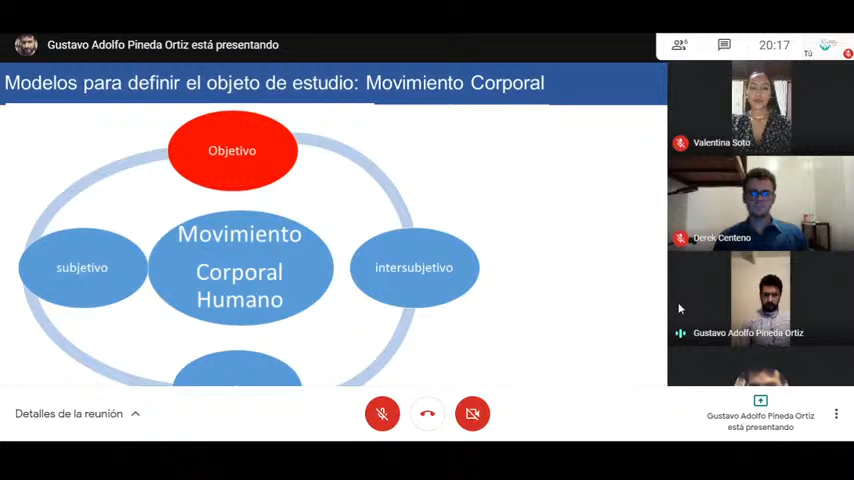 Gustavo Adolfo Pineda Ortiz está presentando
6
20:17
Tú
Modelos para definir el objeto de estudio: Movimiento Corporal
Objetivo
subjetivo
Movimiento
Corporal
Humano
intersubjetivo
Valentina Soto
Derek Centeno
Gustavo Adolfo Pineda Ortiz
Detalles de la reunión
Gustavo Adolfo Pineda Ortiz
está presentando